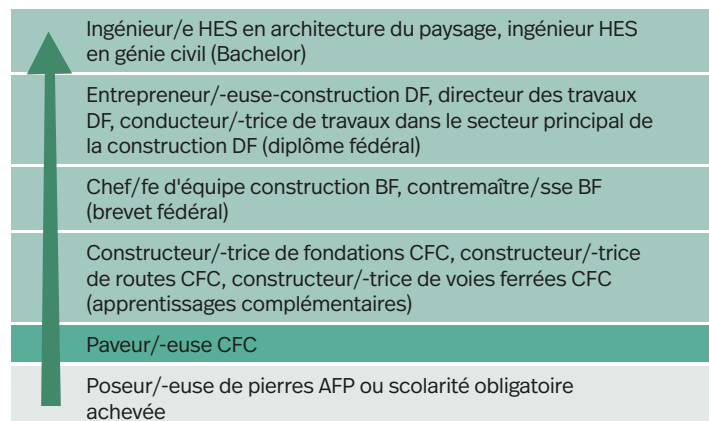 Ingénieur/e HES en architecture du paysage, ingénieur HES
en génie civil (Bachelor)
Entrepreneur/-euse-construction DF, directeur des travaux
DF, conducteur/-trice de travaux dans le secteur principal de
la construction DF (diplôme fédéral)
Chef/fe d'équipe construction BF, contremaître/sse BF
(brevet fédéral)
Constructeur/-trice de fondations CFC, constructeur/-trice
de routes CFC, constructeur/-trice de voies ferrées CFC
(apprentissages complémentaires)
Paveur/-euse CFC
Poseur/-euse de pierres AFP ou scolarité obligatoire
achevée